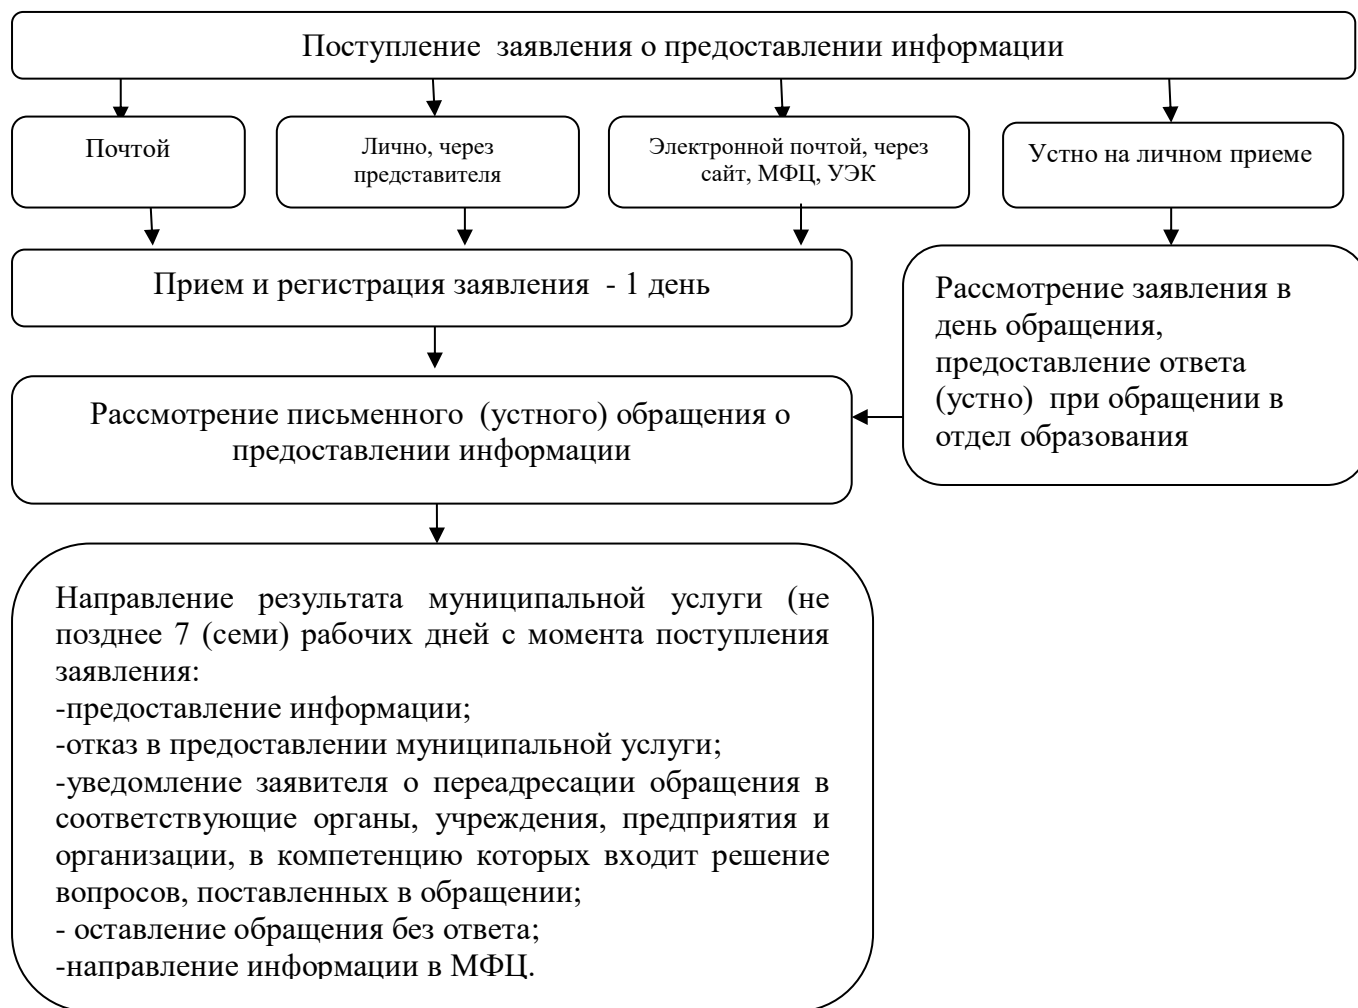 Поступление заявления о предоставлении информации
Почтой
Лично, через
представителя
Электронной почтой, через
сайт, МФЦ, УЭК
Устно на личном приеме
Прием и регистрация заявления - 1 день
Рассмотрение заявления в
день обращения,
предоставление ответа
(устно) при обращении в
отдел образования
Рассмотрение письменного (устного) обращения о
предоставлении информации
Направление результата муниципальной услуги (не
позднее 7 (семи) рабочих дней с момента поступления
заявления:
-предоставление информации;
-отказ в предоставлении муниципальной услуги;
-уведомление заявителя о переадресации обращения в
соответствующие органы, учреждения, предприятия и
организации, в компетенцию которых входит решение
вопросов, поставленных в обращении;
- оставление обращения без ответа;
-направление информации в МФЦ.